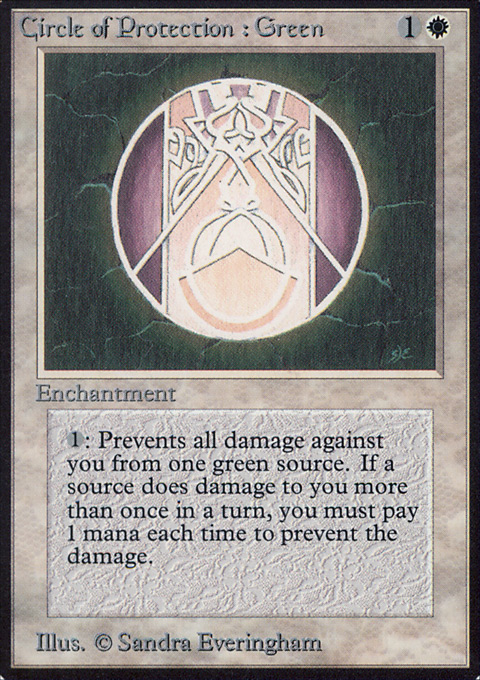 Circle of Protection : Green 1
Enchantment
1: Prevents all damage against
you from one green source. If a
source does damage to you more
than once in a turn, you must pay
1 mana each time to prevent the
damage.
Illus. © Sandra Everingham